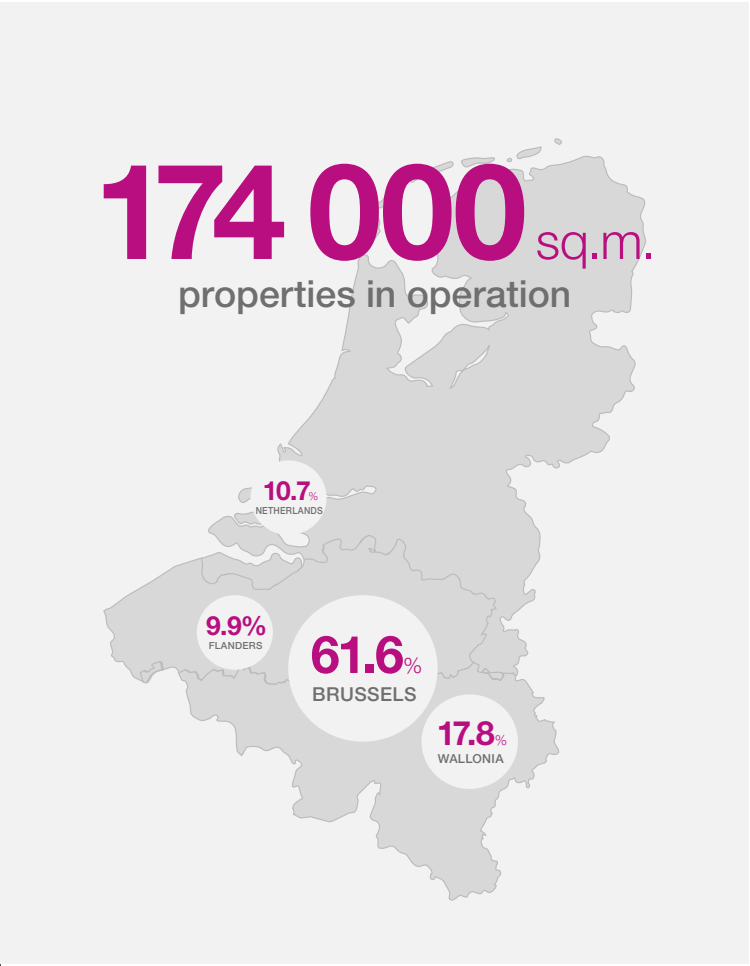 174 000 sq.m.
properties in operation
10.7%
NETHERLANDS
9.9%
FLANDERS
61.6%
BRUSSELS
17.8%
WALLONIA